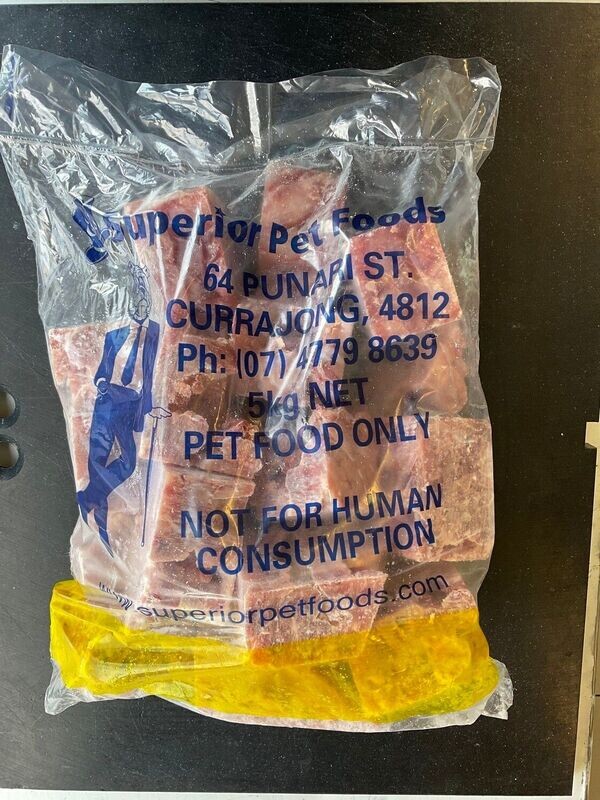 Superior Pet Foods
64 PUNARI ST.
CURRAJONG, 4812
Ph: (07) 4779 8639
5kg NET
PET FOOD ONLY
NOT FOR HUMAN
CONSUMPTION
www.superiorpetfoods.com